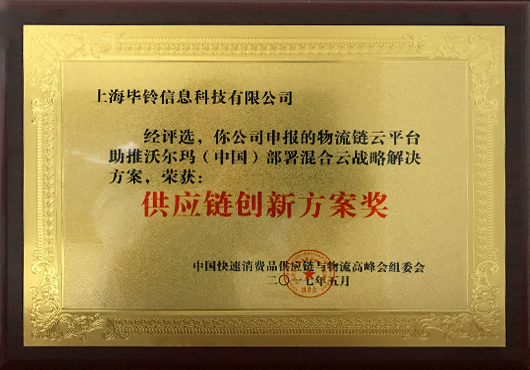 上海毕铃信息科技有限公司
经评选，你公司申报的物流链云平台
助推沃尔玛（中国）部署混合云战略解决
方案，荣获：
供应链创新方案奖
中国快速消费品供应链与物流高峰会组委会
二〇一七年五月